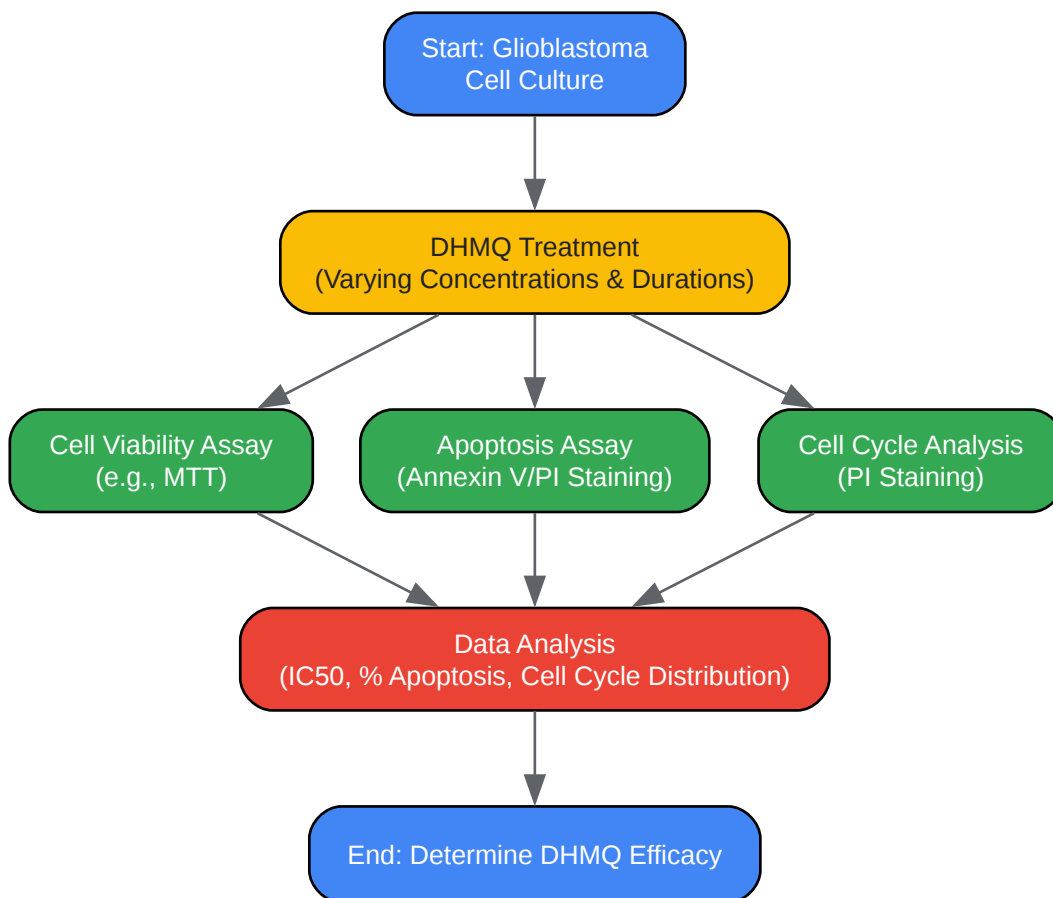 Start: Glioblastoma
Cell Culture
DHMQ Treatment
(Varying Concentrations & Durations)
Cell Viability Assay
(e.g., MTT)
Apoptosis Assay
(Annexin V/PI Staining)
Cell Cycle Analysis
(PI Staining)
Data Analysis
(IC50, % Apoptosis, Cell Cycle Distribution)
End: Determine DHMQ Efficacy